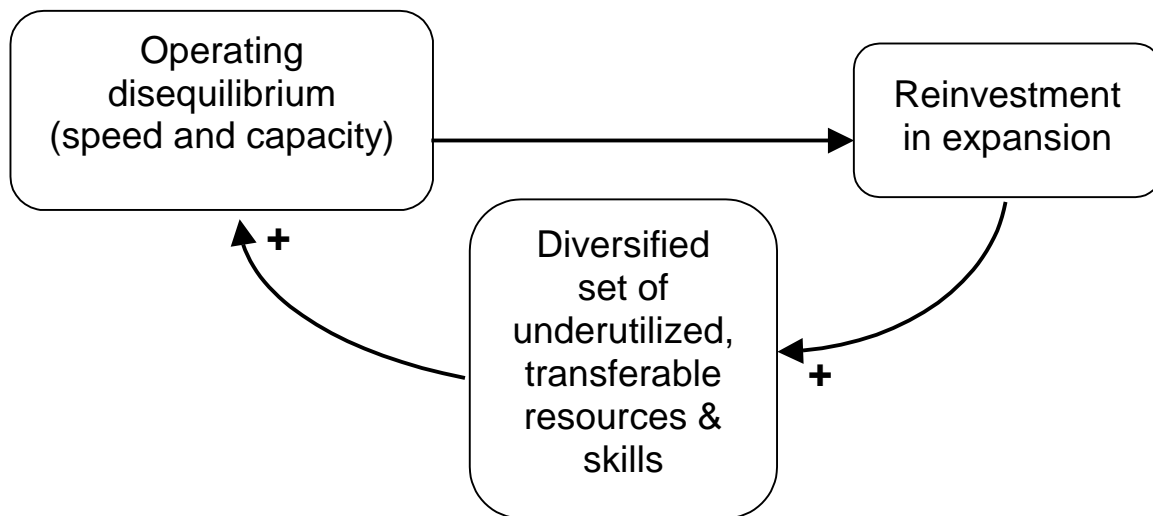 Operating
disequilibrium
(speed and capacity)
Reinvestment
in expansion
+
Diversified
set of
underutilized,
transferable
resources &
skills
+